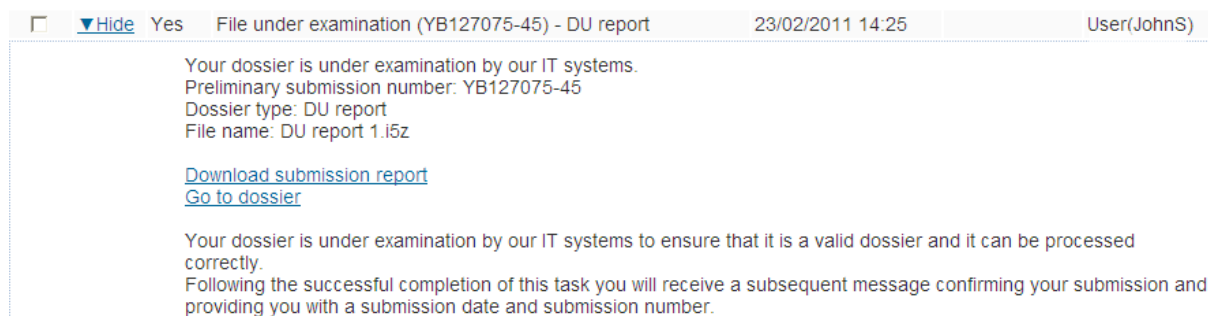 ▼Hide Yes File under examination (YB127075-45) - DU report 23/02/2011 14:25 User(JohnS)
Your dossier is under examination by our IT systems.
Preliminary submission number: YB127075-45
Dossier type: DU report
File name: DU report 1.i5z
Download submission report
Go to dossier
Your dossier is under examination by our IT systems to ensure that it is a valid dossier and it can be processed
correctly.
Following the successful completion of this task you will receive a subsequent message confirming your submission and
providing you with a submission date and submission number.